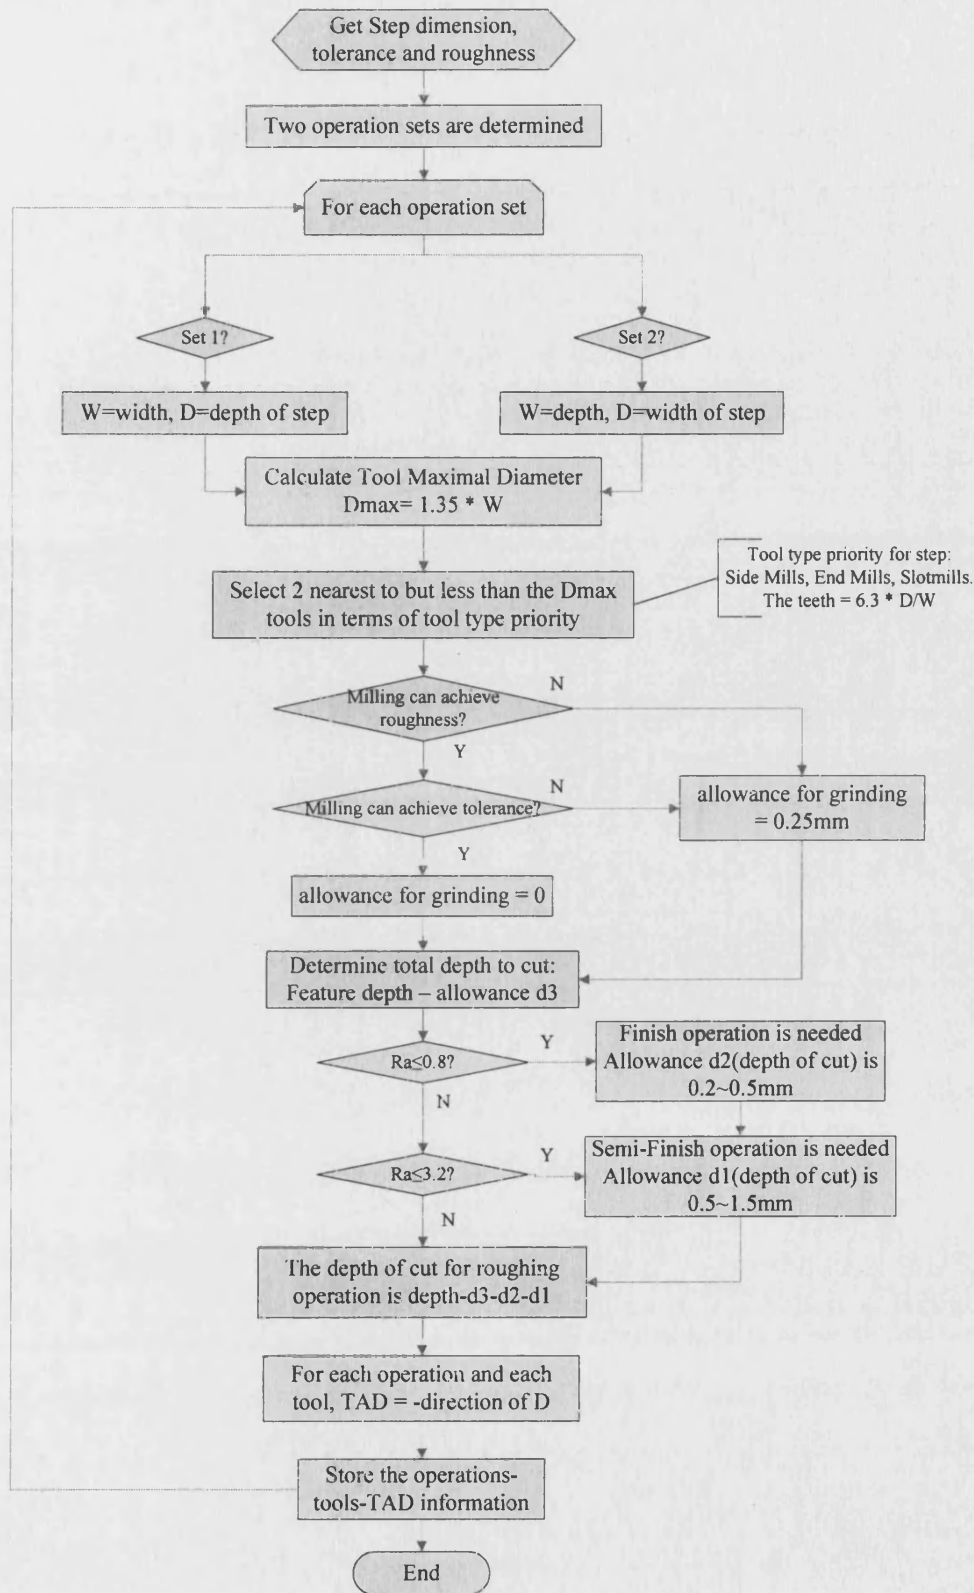 Get Step dimension,
tolerance and roughness
Two operation sets are determined
For each operation set
Set 1?
Set 2?
W=width, D=depth of step
W=depth, D=width of step
Calculate Tool Maximal Diameter
Dmax= 1.35 * W
Tool type priority for step:
Side Mills, End Mills, Slotmills.
The teeth = 6.3 * D/W
Select 2 nearest to but less than the Dmax
tools in terms of tool type priority
Milling can achieve
roughness?
N
Y
Milling can achieve tolerance?
N
allowance for grinding
= 0.25mm
Y
allowance for grinding = 0
Determine total depth to cut:
Feature depth – allowance d3
Ra≤0.8?
Y
Finish operation is needed
Allowance d2(depth of cut) is
0.2~0.5mm
N
Ra≤3.2?
Y
Semi-Finish operation is needed
Allowance d1(depth of cut) is
0.5~1.5mm
N
The depth of cut for roughing
operation is depth-d3-d2-d1
For each operation and each
tool, TAD = -direction of D
Store the operations-
tools-TAD information
End